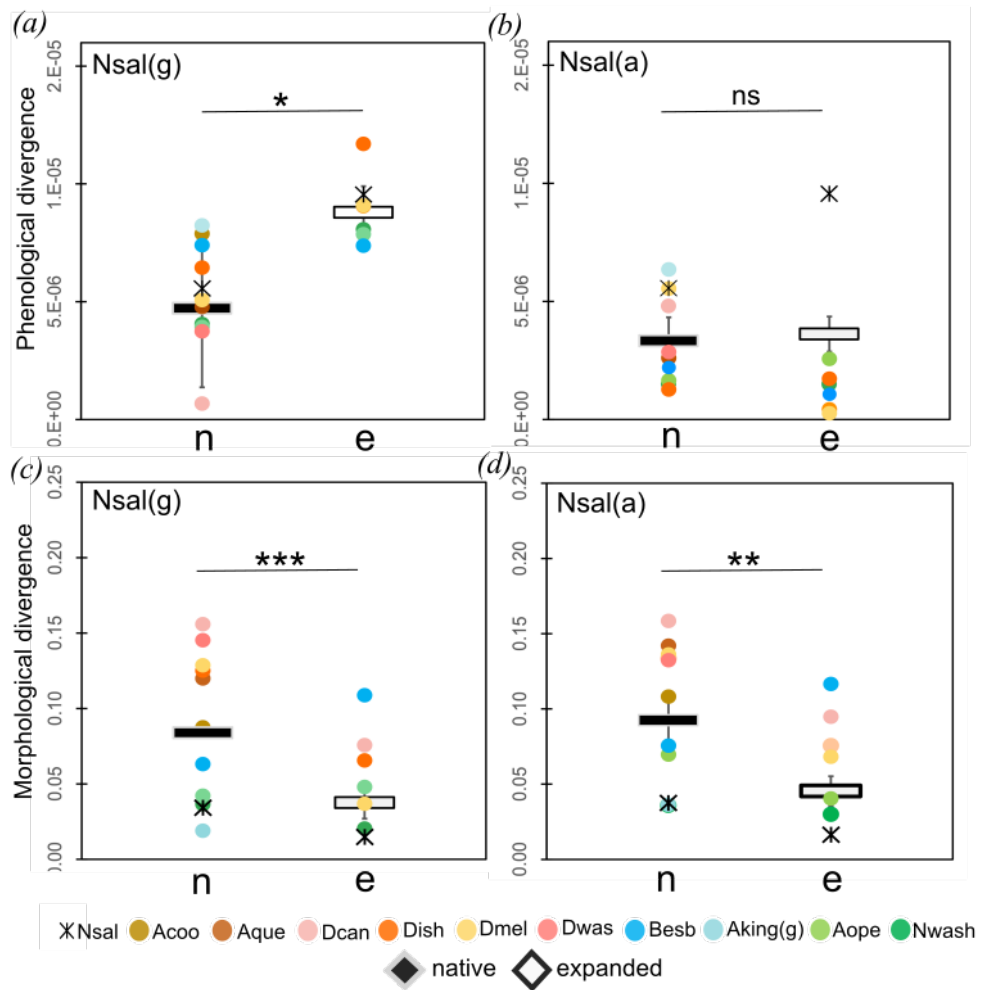 (a)
(b)
Phenological divergence
0.E+00 5.E-06 1.E-05 2.E-05
Nsal(g)
*
n e
2.E-05
1.E-05
5.E-06
0.E+00
Nsal(a)
ns
n e
(c)
(d)
Morphological divergence
0.00 0.05 0.10 0.15 0.20 0.25
Nsal(g)
***
n e
0.25
0.20
0.15
0.10
0.05
0.00
Nsal(a)
**
n e
Nsal Acoo Aque Dcan Dish Dmel Dwas Besb Aking(g) Aope Nwash
native expanded